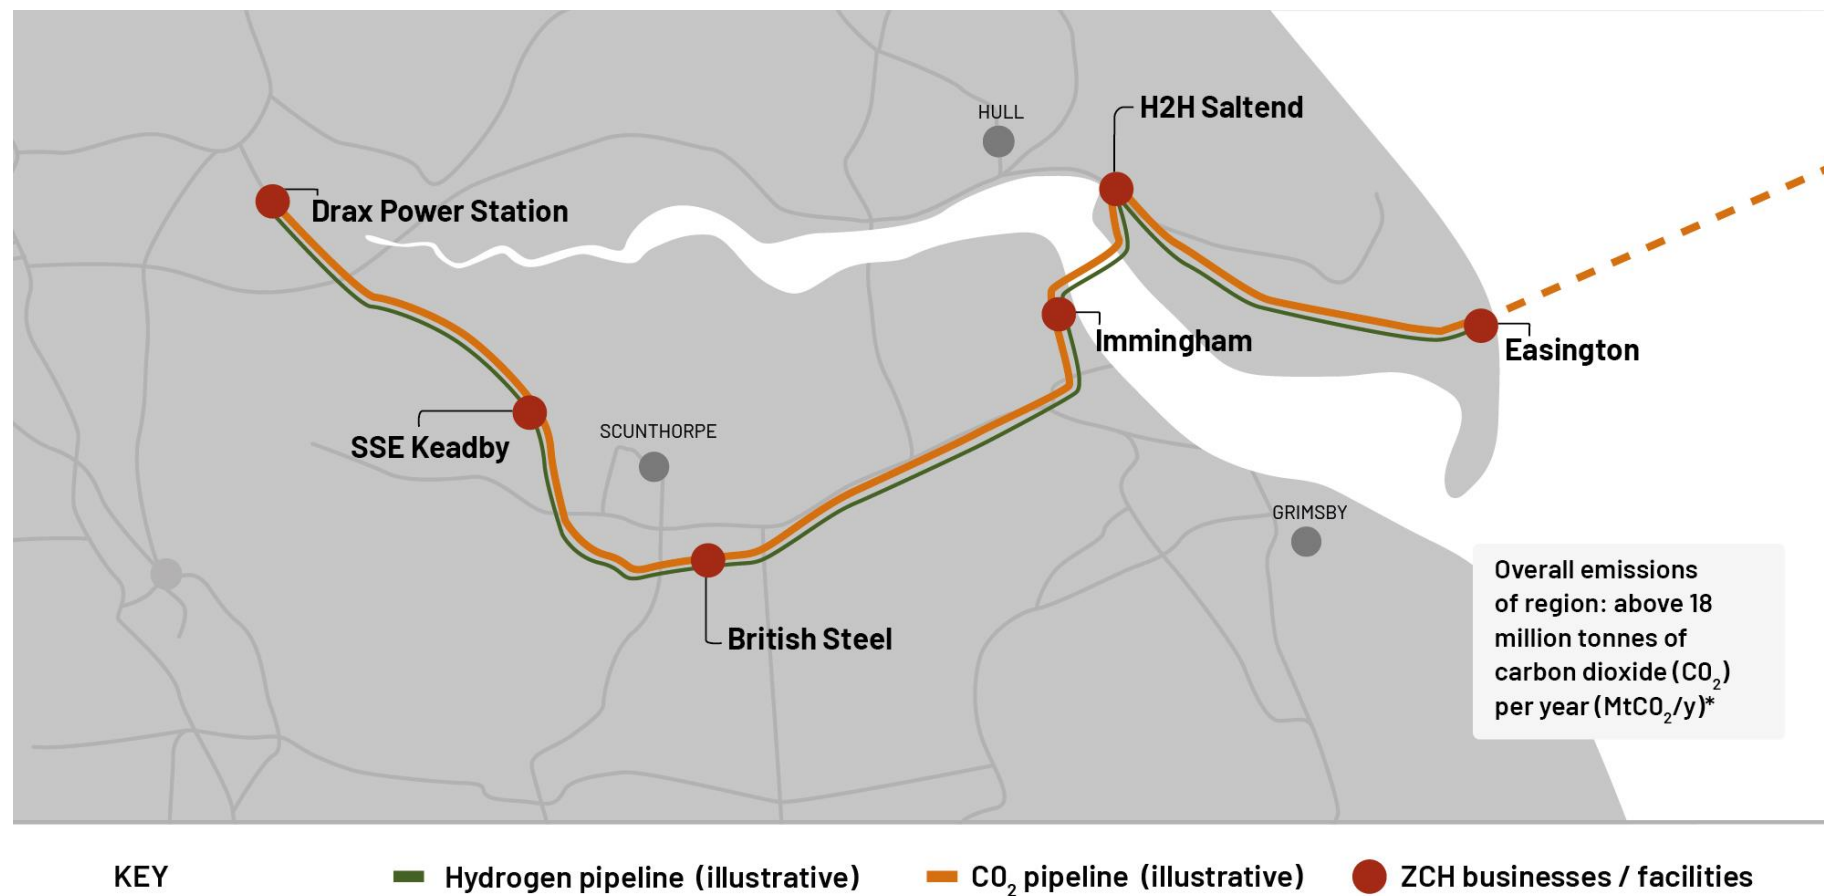 HULL
H2H Saltend
Drax Power Station
Immingham
Easington
SSE Keadby
SCUNTHORPE
GRIMSBY
British Steel
Overall emissions
of region: above 18
million tonnes of
carbon dioxide (CO₂)
per year (MtCO₂/y)*
KEY
Hydrogen pipeline (illustrative)
CO₂ pipeline (illustrative)
ZCH businesses / facilities